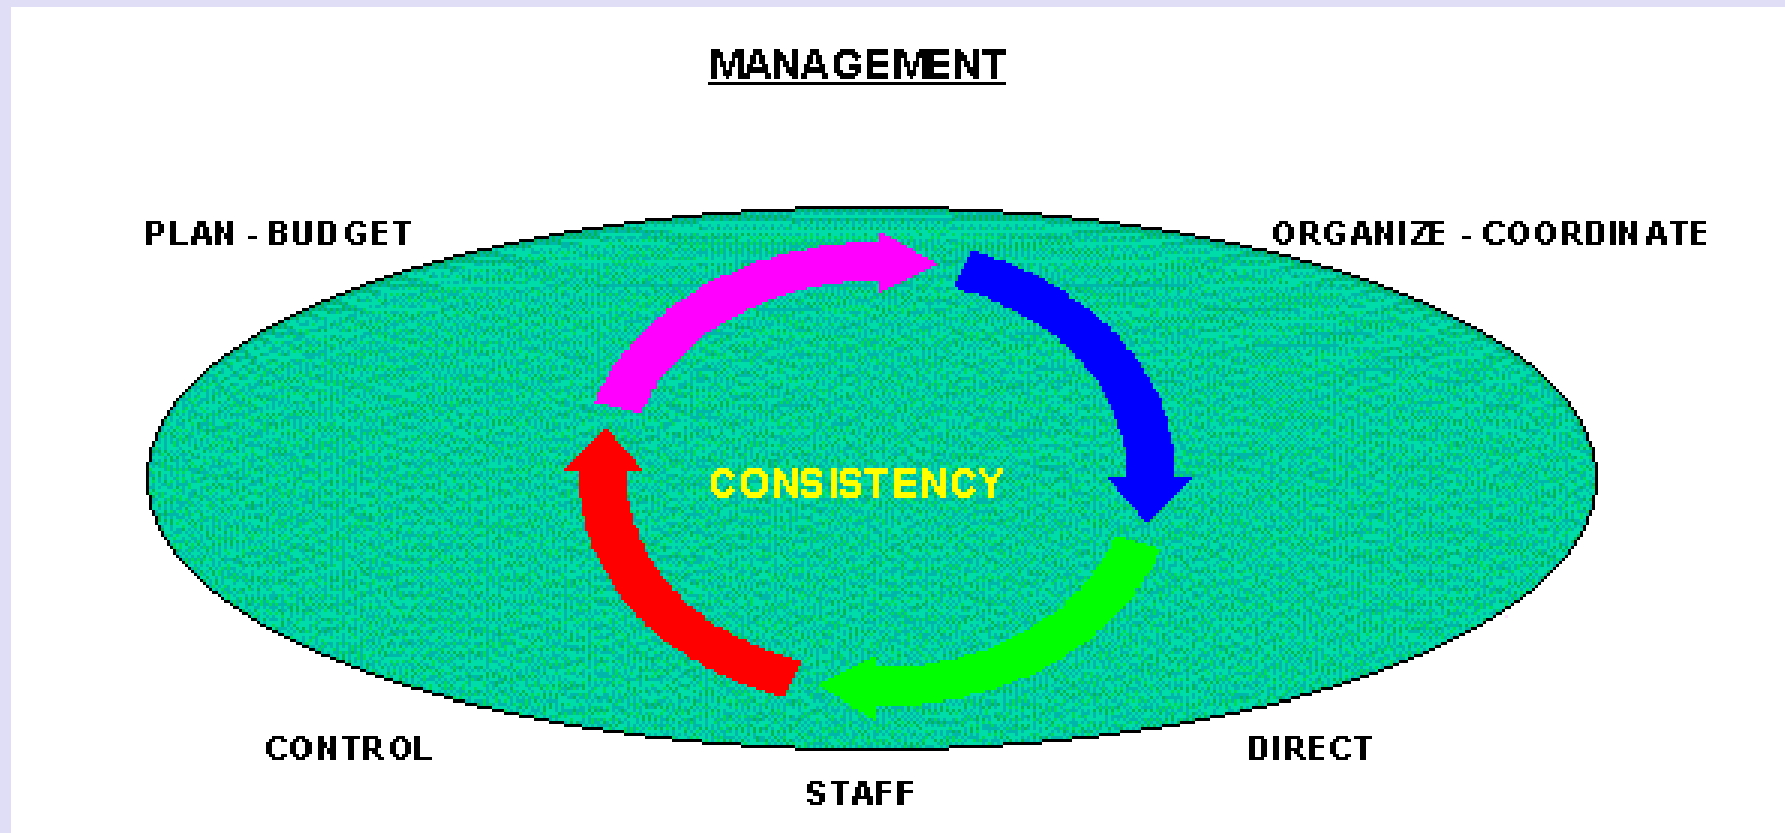 MANAGEMENT
PLAN - BUDGET
ORGANIZE - COORDINATE
CONSISTENCY
CONTROL
DIRECT
STAFF